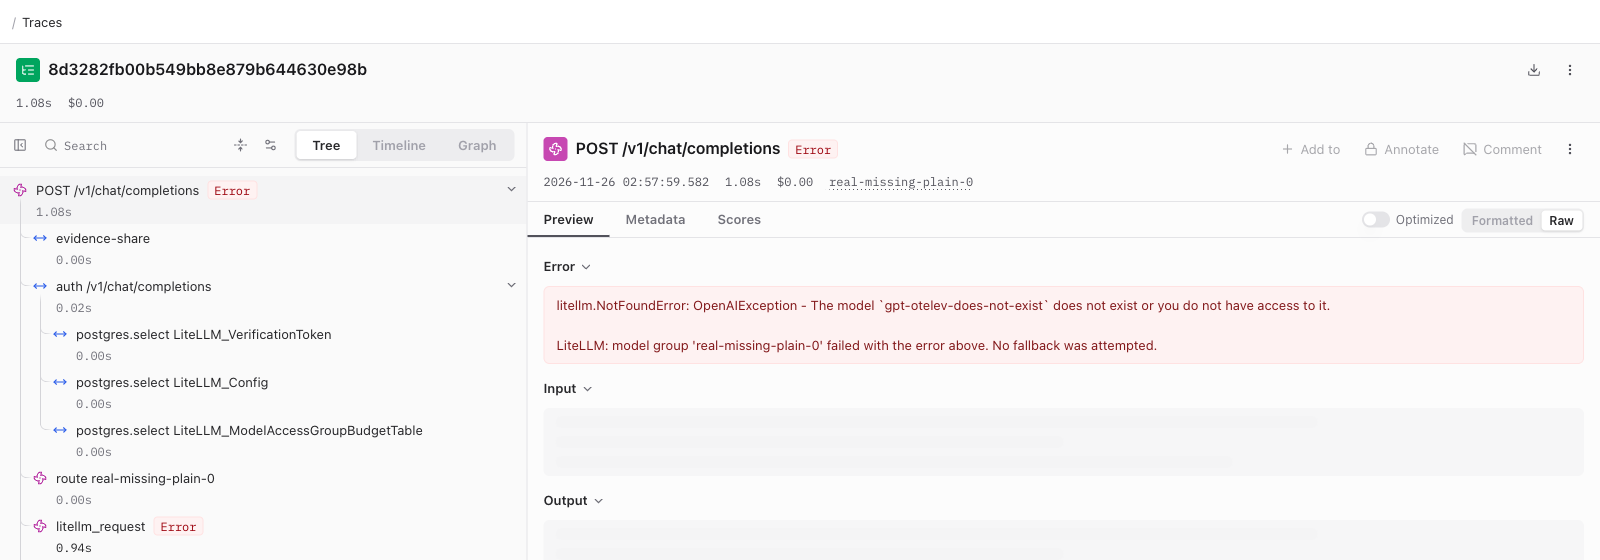 / Traces
8d3282fb00b549bb8e879b644630e98b
1.08s $0.00
Search
Tree Timeline Graph
POST /v1/chat/completions Error
1.08s
evidence-share
0.00s
auth /v1/chat/completions
0.02s
postgres.select LiteLLM_VerificationToken
0.00s
postgres.select LiteLLM_Config
0.00s
postgres.select LiteLLM_ModelAccessGroupBudgetTable
0.00s
route real-missing-plain-0
0.00s
litellm_request Error
0.94s
POST /v1/chat/completions Error
Add to Annotate Comment
2026-11-26 02:57:59.582 1.08s $0.00 real-missing-plain-0
Preview Metadata Scores
Optimized Formatted Raw
Error
litellm.NotFoundError: OpenAIException - The model `gpt-otelev-does-not-exist` does not exist or you do not have access to it.
LiteLLM: model group 'real-missing-plain-0' failed with the error above. No fallback was attempted.
Input
Output